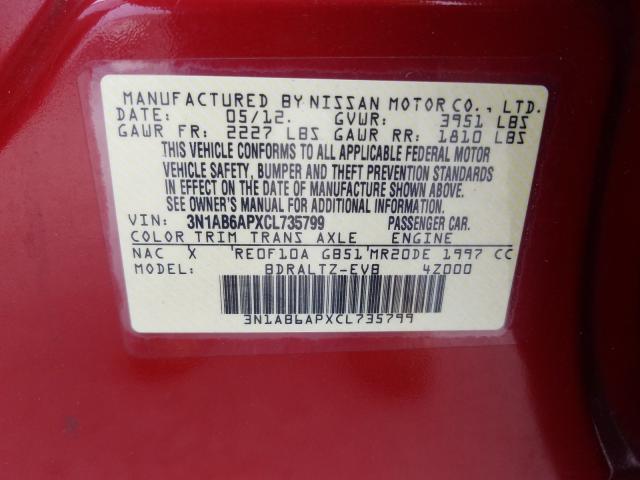 MANUFACTURED BY NISSAN MOTOR CO., LTD.
DATE: 05/12. GVWR: 3951 LBS
GAWR FR: 2227 LBS GAWR RR: 1810 LBS
THIS VEHICLE CONFORMS TO ALL APPLICABLE FEDERAL MOTOR
VEHICLE SAFETY, BUMPER AND THEFT PREVENTION STANDARDS
IN EFFECT ON THE DATE OF MANUFACTURE SHOWN ABOVE.
SEE OWNER'S MANUAL FOR ADDITIONAL INFORMATION.
VIN: 3N1AB6APXCL735799 PASSENGER CAR.
COLOR TRIM TRANS AXLE ENGINE
NAC X RE0F10A GB51 MR20DE 1997 CC
MODEL: BDRALTZ-EVB 4Z000
3N1AB6APXCL735799